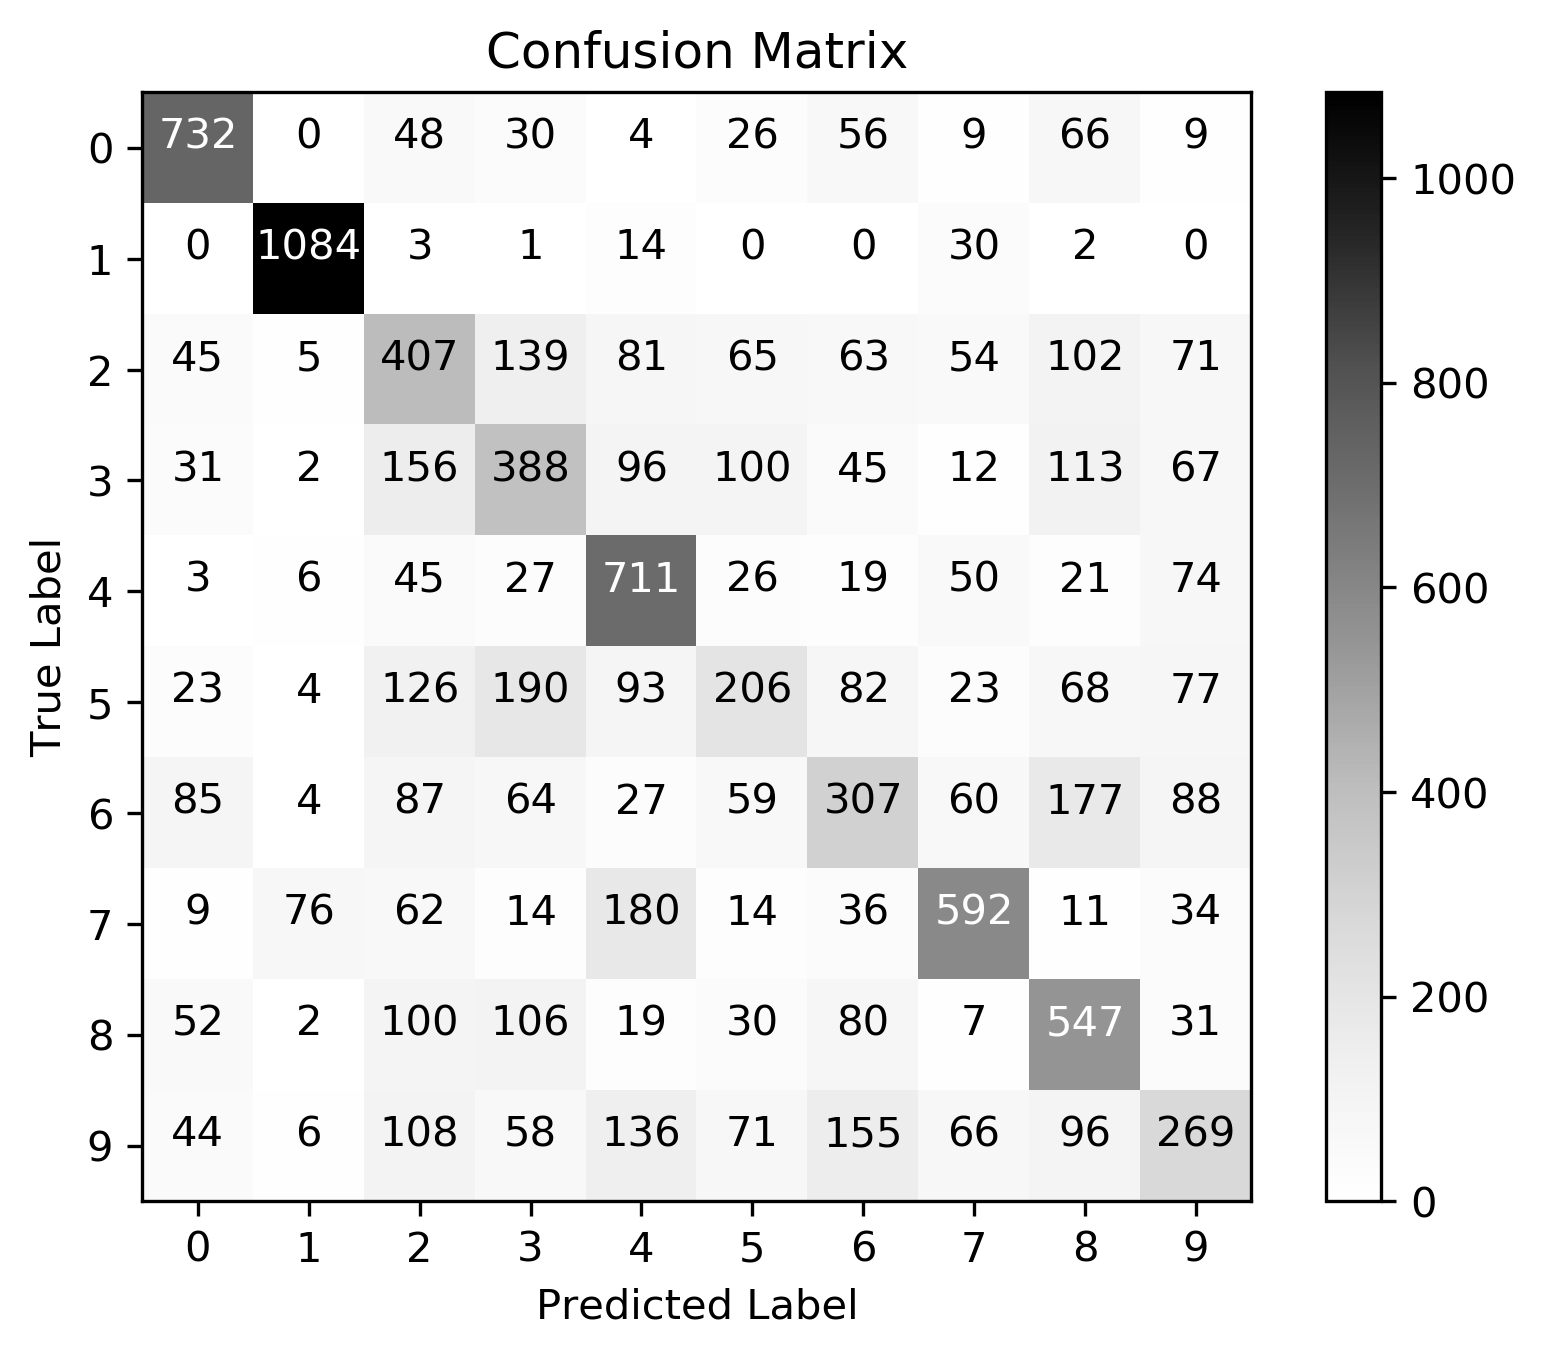 Confusion Matrix
0 732 0 48 30 4 26 56 9 66 9
1 0 1084 3 1 14 0 0 30 2 0
2 45 5 407 139 81 65 63 54 102 71
3 31 2 156 388 96 100 45 12 113 67
4 3 6 45 27 711 26 19 50 21 74
5 23 4 126 190 93 206 82 23 68 77
6 85 4 87 64 27 59 307 60 177 88
7 9 76 62 14 180 14 36 592 11 34
8 52 2 100 106 19 30 80 7 547 31
9 44 6 108 58 136 71 155 66 96 269
0 1 2 3 4 5 6 7 8 9
Predicted Label
True Label
1000
800
600
400
200
0